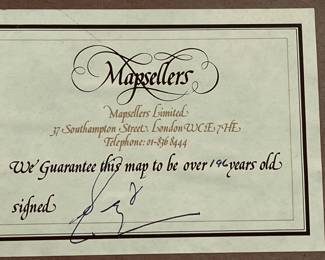 Mapsellers
Mapsellers Limited
37 Southampton Street, London WC2E 7HE
Telephone: 01-836 8444
We Guarantee this map to be over 196 years old
signed